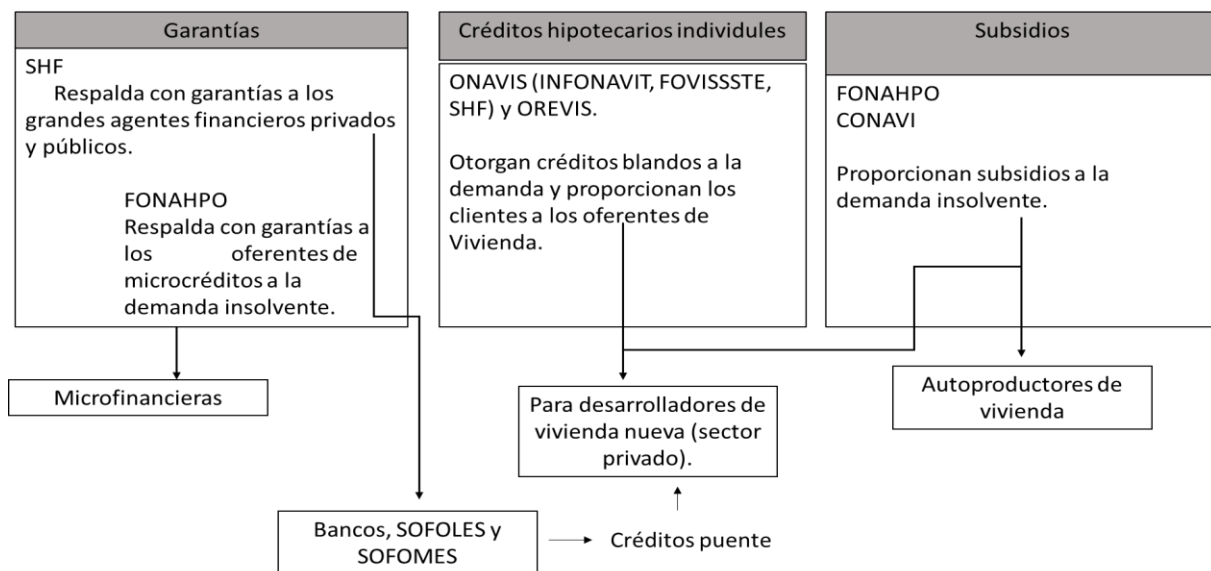 Garantías
SHF
Respalda con garantías a los
grandes agentes financieros privados
y públicos.
FONAHPO
Respalda con garantías a
los oferentes de
microcréditos a la
demanda insolvente.
Créditos hipotecarios individules
ONAVIS (INFONAVIT, FOVISSSTE,
SHF) y OREVIS.
Otorgan créditos blandos a la
demanda y proporcionan los
clientes a los oferentes de
Vivienda.
Subsidios
FONAHPO
CONAVI
Proporcionan subsidios a la
demanda insolvente.
Microfinancieras
Para desarrolladores de
vivienda nueva (sector
privado).
Autoproductores de
vivienda
Bancos, SOFOLES y
SOFOMES
Créditos puente